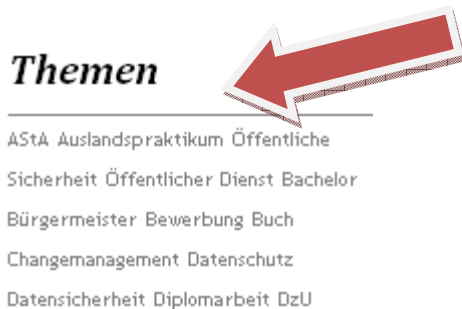 Themen
AStA Auslandspraktikum Öffentliche
Sicherheit Öffentlicher Dienst Bachelor
Bürgermeister Bewerbung Buch
Changemanagement Datenschutz
Datensicherheit Diplomarbeit DzU